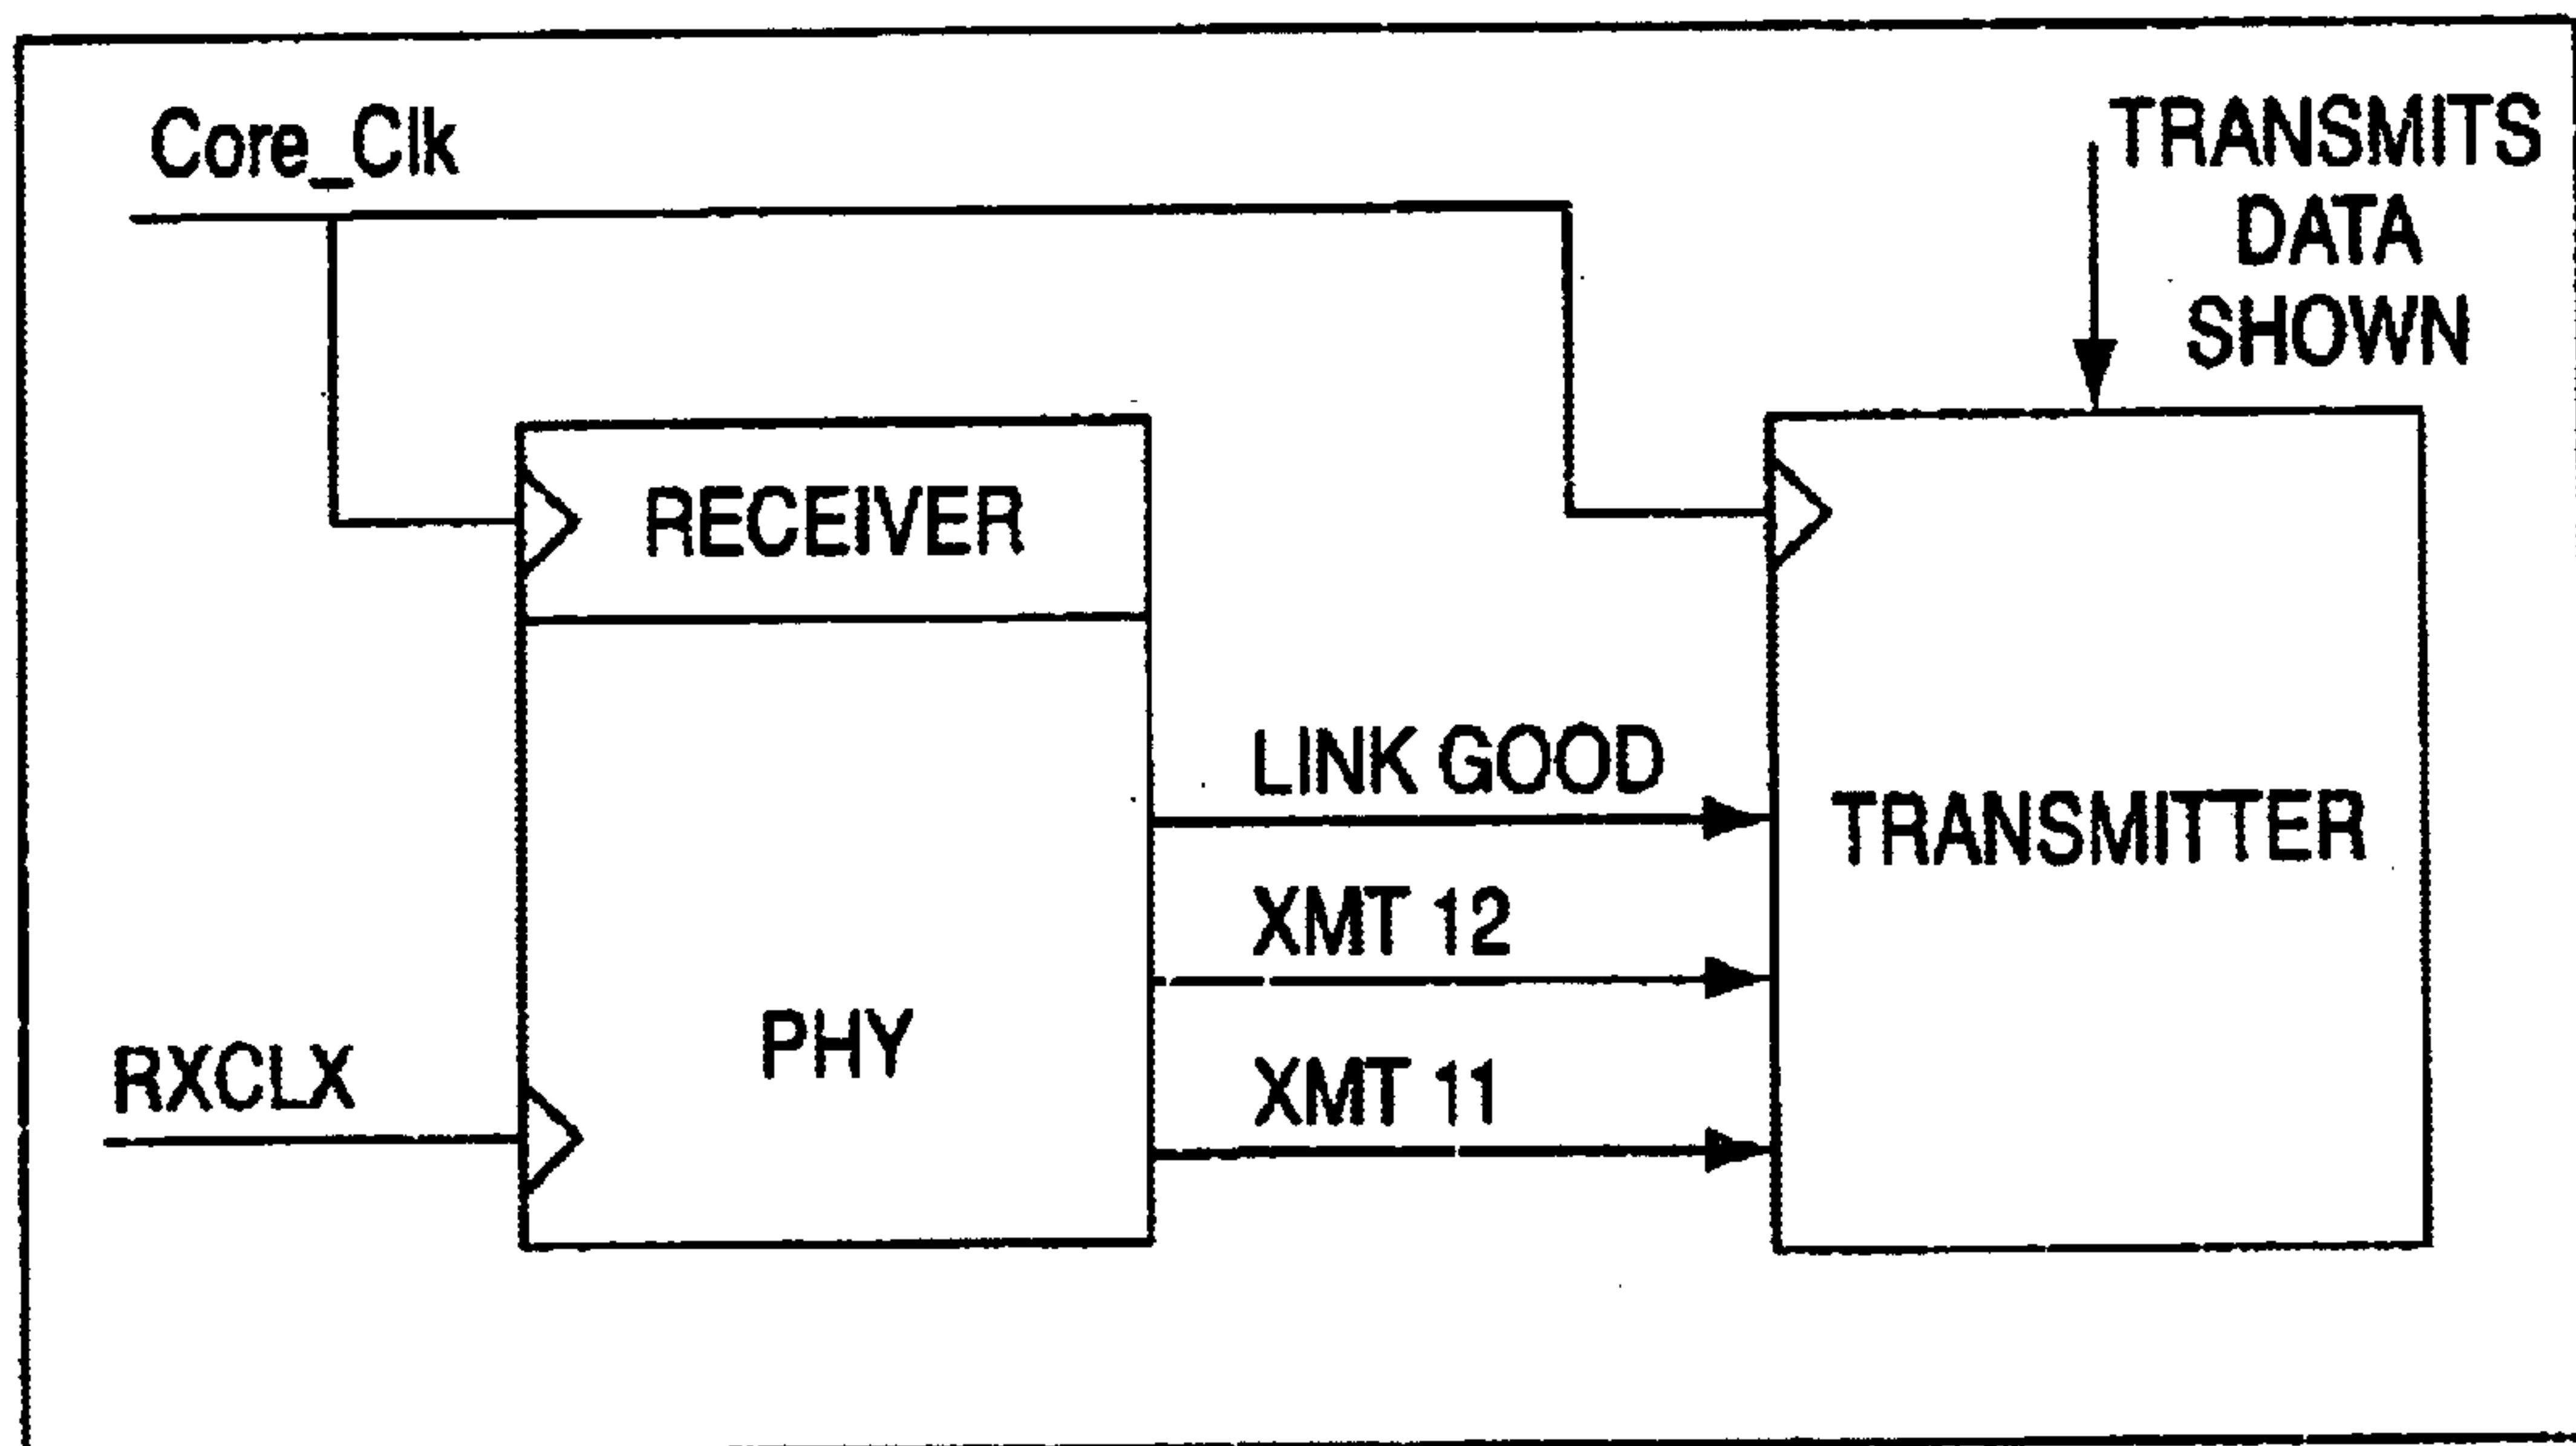 Core_Clk
TRANSMITS
DATA
SHOWN
RECEIVER
LINK GOOD
TRANSMITTER
XMT 12
PHY
RXCLX
XMT 11